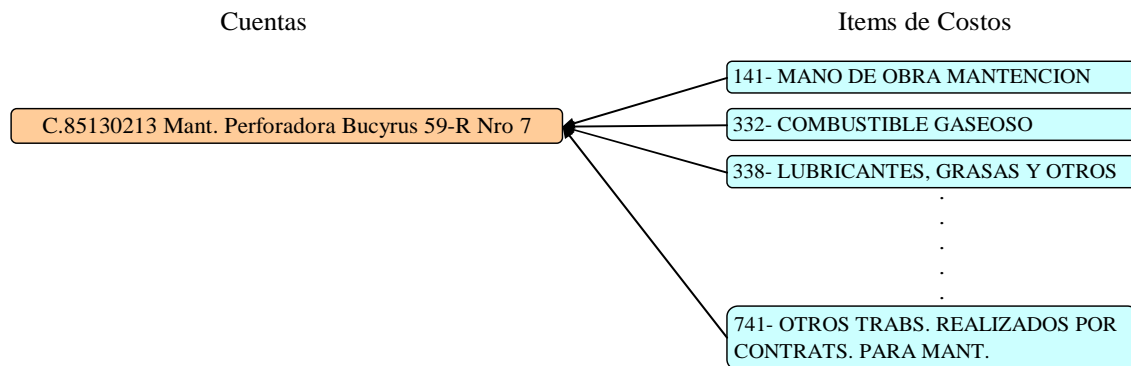 Cuentas
Items de Costos
141- MANO DE OBRA MANTENCION
C.85130213 Mant. Perforadora Bucyrus 59-R Nro 7
332- COMBUSTIBLE GASEOSO
338- LUBRICANTES, GRASAS Y OTROS
741- OTROS TRABS. REALIZADOS POR
CONTRATS. PARA MANT.